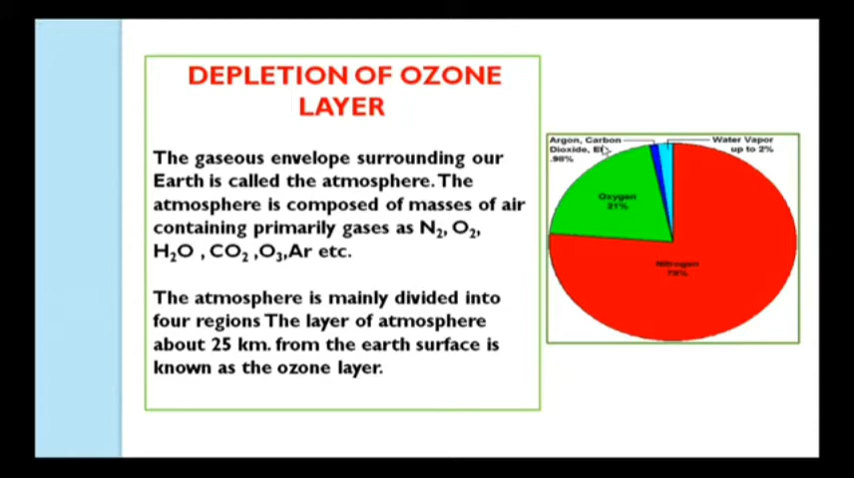 DEPLETION OF OZONE
LAYER
The gaseous envelope surrounding our
Earth is called the atmosphere. The
atmosphere is composed of masses of air
containing primarily gases as N₂, O₂,
H₂O , CO₂ ,O₃,Ar etc.
The atmosphere is mainly divided into
four regions The layer of atmosphere
about 25 km. from the earth surface is
known as the ozone layer.
Argon, Carbon
Dioxide,
.98%
Water Vapor
up to 2%
Oxygen
21%
Nitrogen
78%